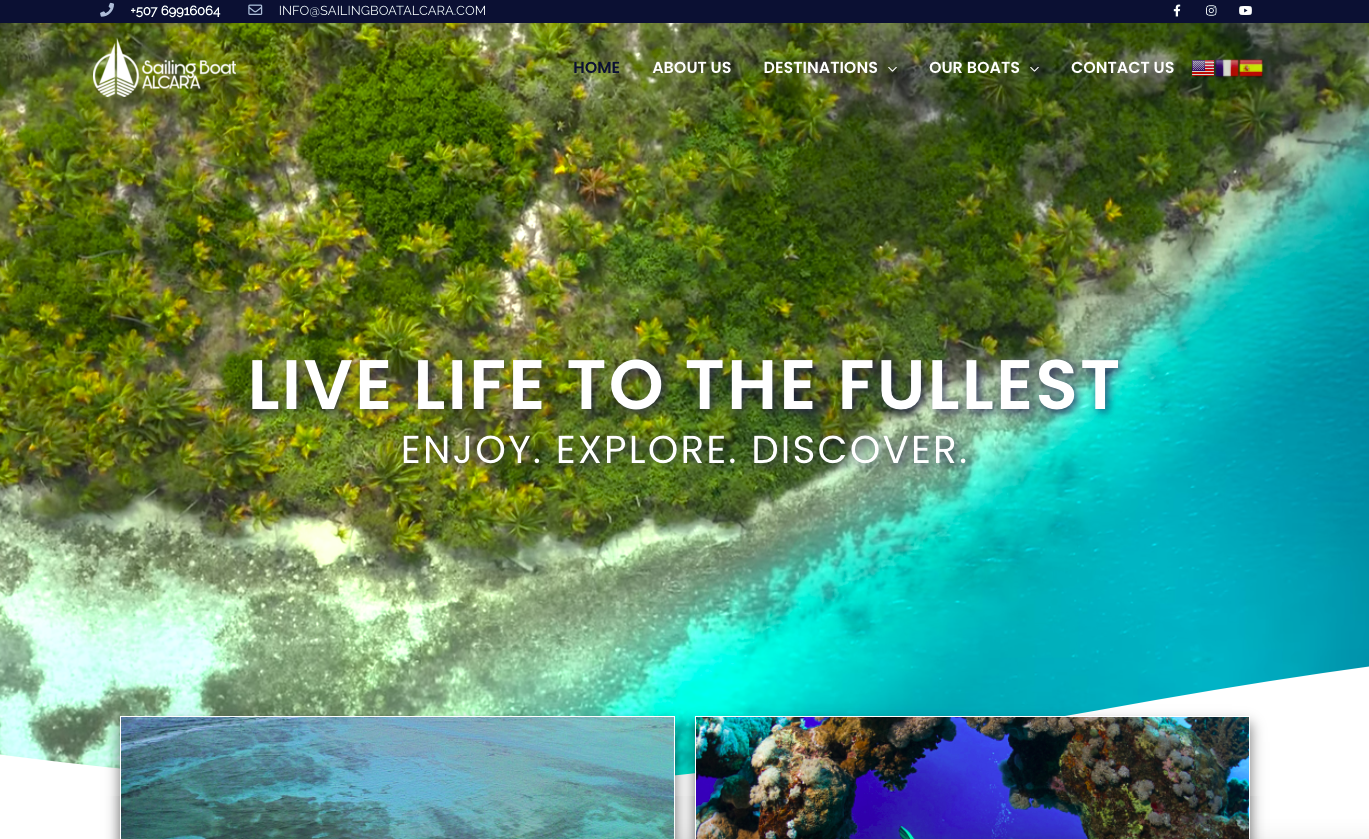 +507 69916064 INFO@SAILINGBOATALCARA.COM
Sailing Boat
ALCARA
HOME ABOUT US DESTINATIONS OUR BOATS CONTACT US
LIVE LIFE TO THE FULLEST
ENJOY. EXPLORE. DISCOVER.